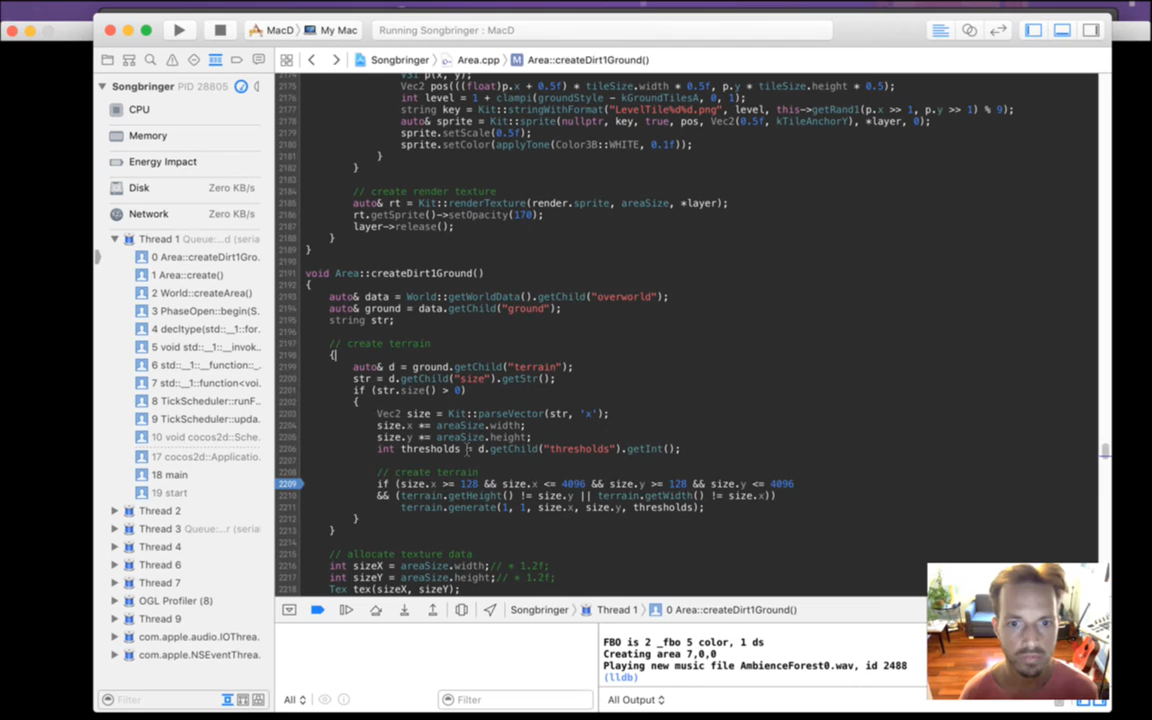 MacD
My Mac
Running Songbringer : MacD
Songbringer
Area.cpp
Area::createDirt1Ground()
Songbringer PID 28805
CPU
Memory
Energy Impact
Disk Zero KB/s
Network Zero KB/s
Thread 1 Queue:...d (seria
0 Area::createDirt1Gro...
1 Area::create()
2 World::createArea()
3 PhaseOpen::begin(S...
4 decltype(std::__1::for...
5 void std::__1::__invok...
6 std::__1::function::_...
7 std::__1::function<voi...
8 TickScheduler::runF...
9 TickScheduler::upda...
10 void cocos2d::Sche...
17 cocos2d::Applicatio...
18 main
19 start
Thread 2
Thread 3 Queue:...r (seria
Thread 4
Thread 6
Thread 7
OGL Profiler (8)
Thread 9
com.apple.audio.IOThrea...
com.apple.NSEventThrea...
Filter
2174 VSI p(x, y);
2175 Vec2 pos(((float)p.x + 0.5f) * tileSize.width * 0.5f, p.y * tileSize.height * 0.5);
2176 int level = 1 + clampi(groundStyle - kGroundTilesA, 0, 1);
2177 string key = Kit::stringWithFormat("LevelTile%d%d.png", level, this->getRand1(p.x >> 1, p.y >> 1) % 9);
2178 auto& sprite = Kit::sprite(nullptr, key, true, pos, Vec2(0.5f, kTileAnchorY), *layer, 0);
2179 sprite.setScale(0.5f);
2180 sprite.setColor(applyTone(Color3B::WHITE, 0.1f));
2181 }
2182 }
2183
2184 // create render texture
2185 auto& rt = Kit::renderTexture(render.sprite, areaSize, *layer);
2186 rt.getSprite()->setOpacity(170);
2187 layer->release();
2188 }
2189 }
2190
2191 void Area::createDirt1Ground()
2192 {
2193 auto& data = World::getWorldData().getChild("overworld");
2194 auto& ground = data.getChild("ground");
2195 string str;
2196
2197 // create terrain
2198 {
2199 auto& d = ground.getChild("terrain");
2200 str = d.getChild("size").getStr();
2201 if (str.size() > 0)
2202 {
2203 Vec2 size = Kit::parseVector(str, 'x');
2204 size.x *= areaSize.width;
2205 size.y *= areaSize.height;
2206 int thresholds = d.getChild("thresholds").getInt();
2207
2208 // create terrain
2209 if (size.x >= 128 && size.x <= 4096 && size.y >= 128 && size.y <= 4096
2210 && (terrain.getHeight() != size.y || terrain.getWidth() != size.x))
2211 terrain.generate(1, 1, size.x, size.y, thresholds);
2212 }
2213 }
2214
2215 // allocate texture data
2216 int sizeX = areaSize.width;// * 1.2f;
2217 int sizeY = areaSize.height;// * 1.2f;
2218 Tex tex(sizeX, sizeY);
Songbringer
Thread 1
0 Area::createDirt1Ground()
FBO is 2 _fbo 5 color, 1 ds
Creating area 7,0,0
Playing new music file AmbienceForest0.wav, id 2488
(lldb)
All
Filter
All Output